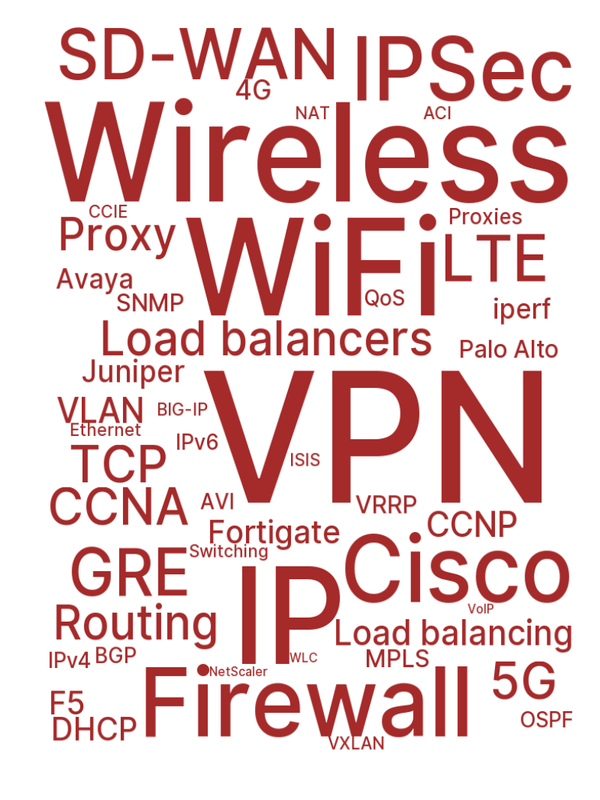 SD-WAN
IPSec
4G
NAT
ACI
Wireless
CCIE
Proxy
WiFi
Proxies
LTE
Avaya
SNMP
QoS
iperf
Load balancers
Palo Alto
Juniper
VPN
VLAN
BIG-IP
Ethernet
IPv6
TCP
ISIS
CCNA
AVI
VRRP
CCNP
Fortigate
Cisco
Switching
GRE
IP
VoIP
Routing
Load balancing
IPv4
BGP
WLC
MPLS
NetScaler
Firewall
5G
F5
DHCP
OSPF
VXLAN